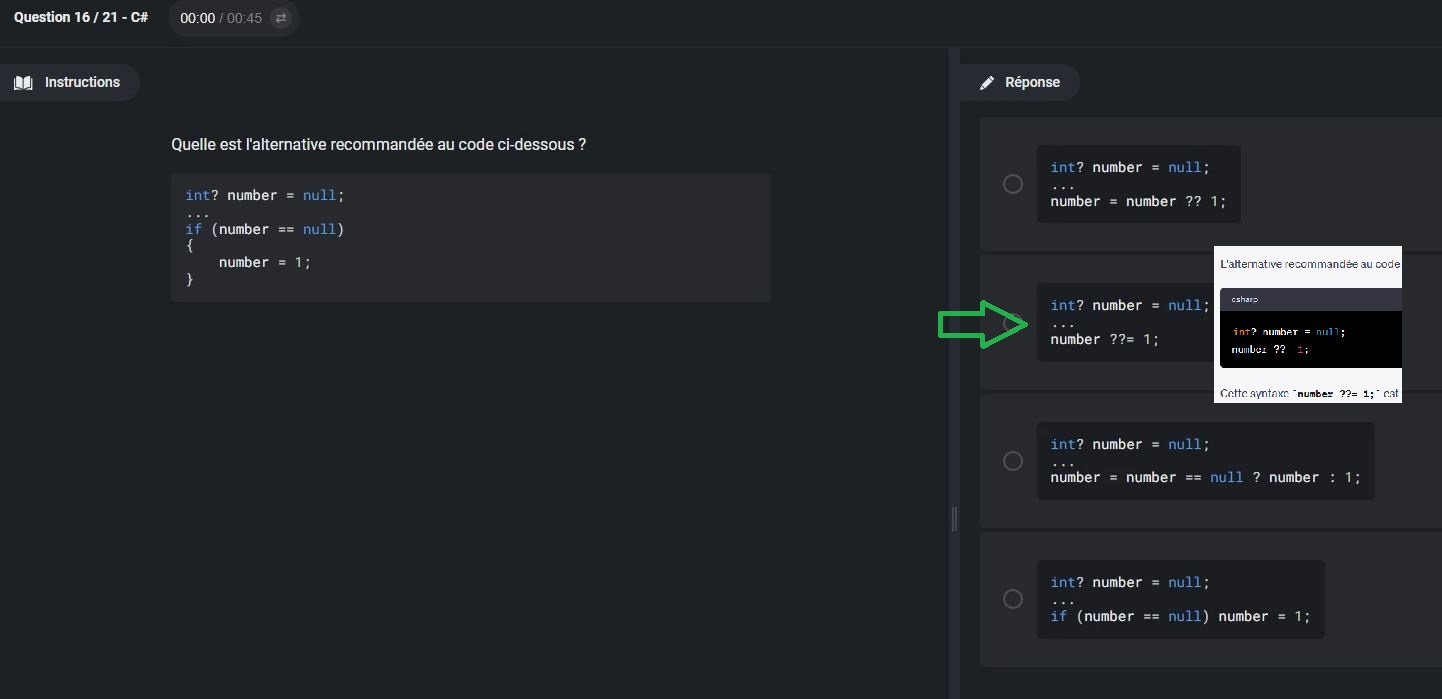 Question 16 / 21 - C#
00:00 / 00:45
Instructions
Quelle est l'alternative recommandée au code ci-dessous ?
int? number = null;
...
if (number == null)
{
    number = 1;
}
Réponse
int? number = null;
...
number = number ?? 1;
int? number = null;
...
number ??= 1;
L'alternative recommandée au code
csharp
int? number = null;
number ?? 1;
Cette syntaxe `number ??= 1;` est
int? number = null;
...
number = number == null ? number : 1;
int? number = null;
...
if (number == null) number = 1;